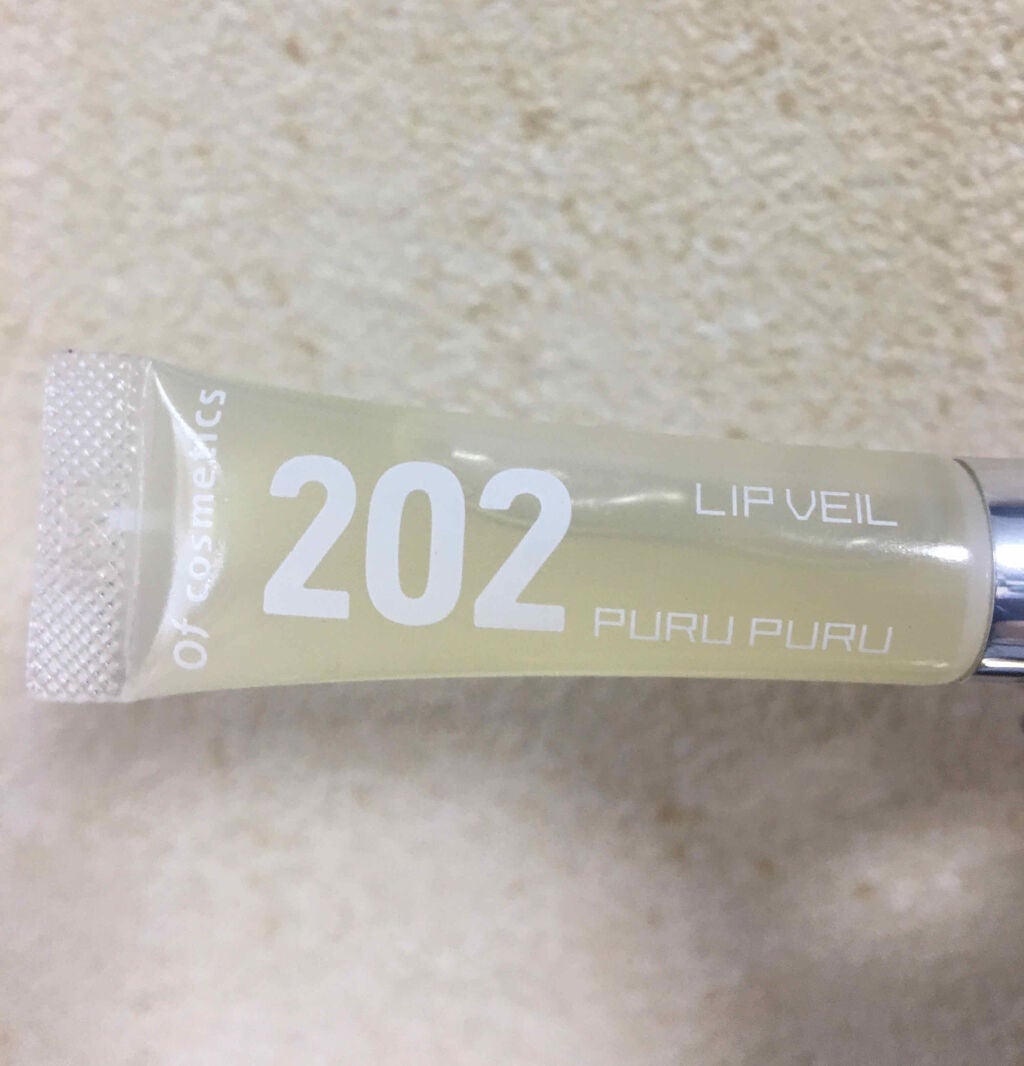 Of cosmetics
202
LIP VEIL
PURU PURU